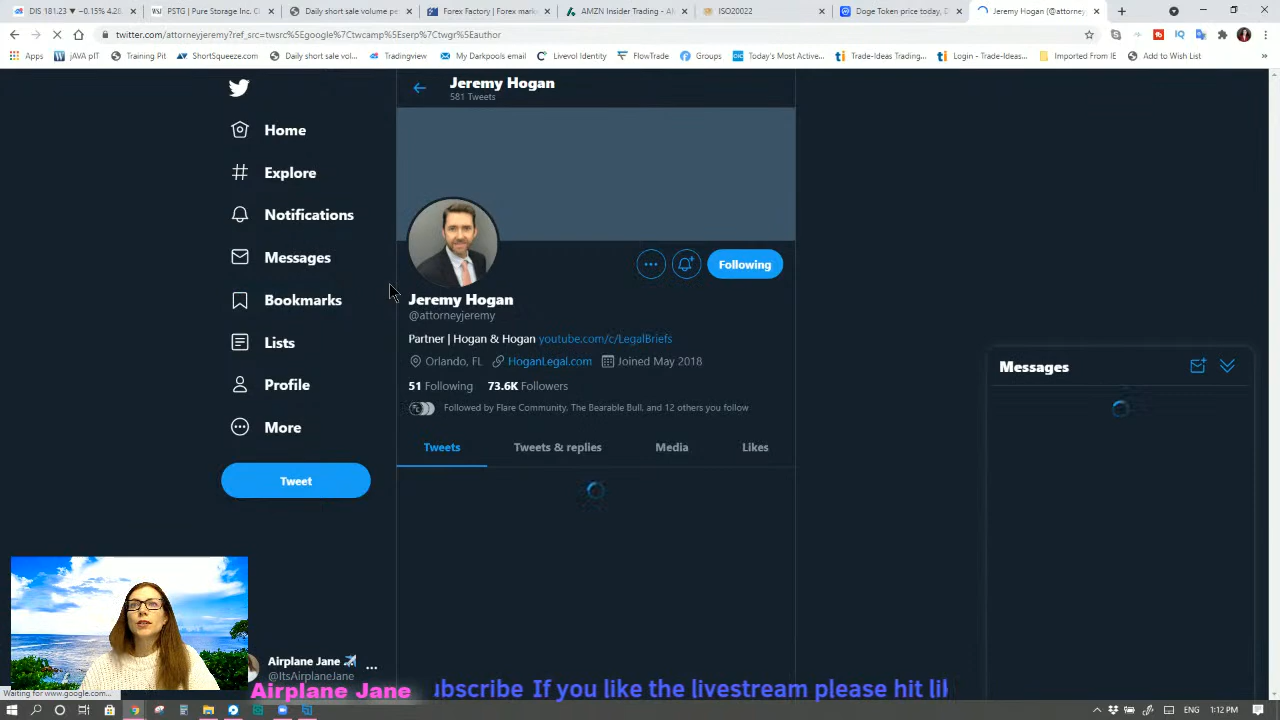 DIS 181.23 ▼ −0.15% 4.28
PSTG | Pure Storage, Inc. Cl
Daily short sale volume pe
Forex Factory | Forex marke
AMZN Insider Trading - Al
ISO20022
Doge Token price today, D
Jeremy Hogan (@attorney
twitter.com/attorneyjeremy?ref_src=twsrc%5Egoogle%7Ctwcamp%5Eserp%7Ctwgr%5Eauthor
Apps
jAVA pIT
Training Pit
ShortSqueeze.com
Daily short sale vol...
Tradingview
My Darkpools email
Livevol Identity
FlowTrade
Groups
Today's Most Active...
Trade-Ideas Trading
Login - Trade-Ideas...
Imported From IE
Add to Wish List
Jeremy Hogan
581 Tweets
Home
Explore
Notifications
Messages
Bookmarks
Lists
Profile
More
Tweet
Following
Jeremy Hogan
@attorneyjeremy
Partner | Hogan & Hogan youtube.com/c/LegalBriefs
Orlando, FL HoganLegal.com Joined May 2018
51 Following 73.6K Followers
Followed by Flare Community, The Bearable Bull, and 12 others you follow
Tweets Tweets & replies Media Likes
Messages
Airplane Jane
@ItsAirplaneJane
Waiting for www.google.com...
Airplane Jane
ubscribe If you like the livestream please hit lil
ENG 1:12 PM